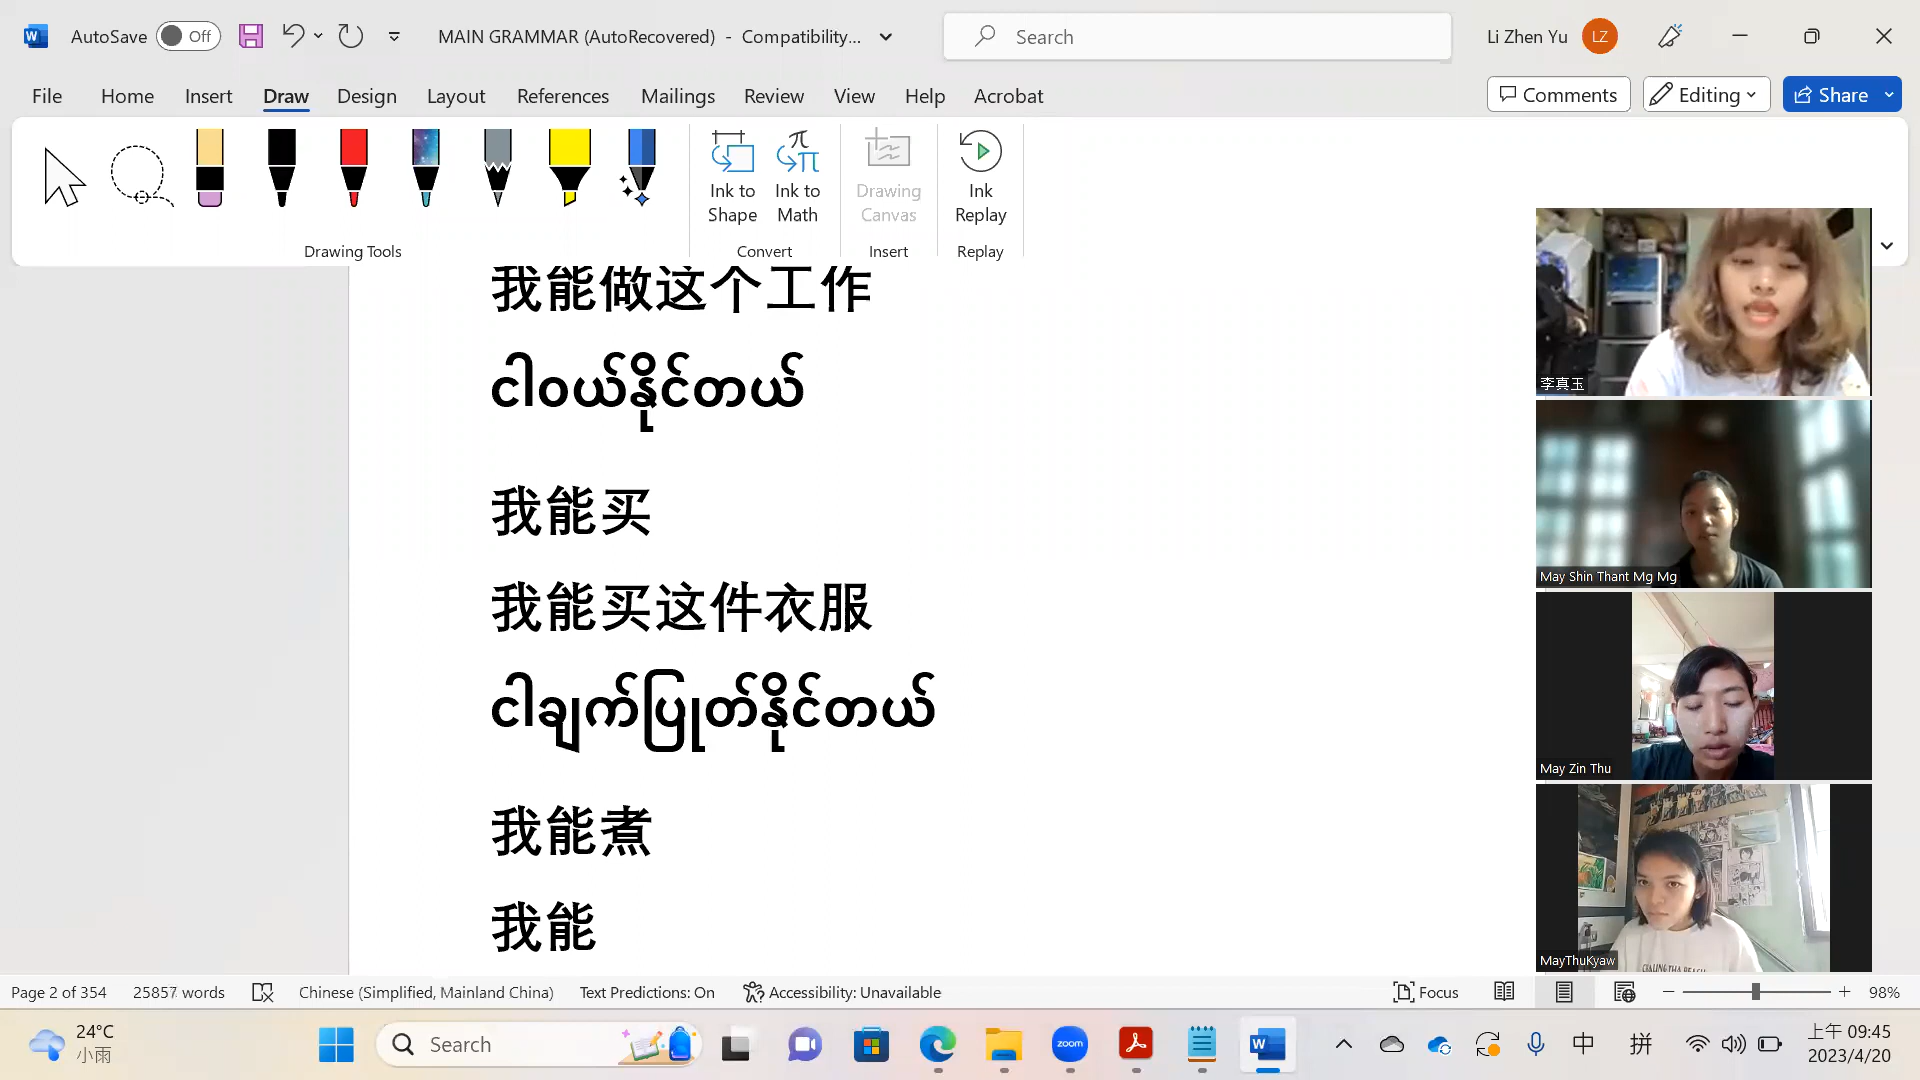 AutoSave Off MAIN GRAMMAR (AutoRecovered) - Compatibility... Search Li Zhen Yu LZ
File Home Insert Draw Design Layout References Mailings Review View Help Acrobat Comments Editing Share
Ink to Shape
Ink to Math
Drawing Canvas
Ink Replay
Drawing Tools Convert Insert Replay
我能做这个工作
ငါဝယ်နိုင်တယ်
我能买
我能买这件衣服
ငါချက်ပြုတ်နိုင်တယ်
我能煮
我能
李真玉
May Shin Thant Mg Mg
May Zin Thu
MayThuKyaw
Page 2 of 354 25857 words Chinese (Simplified, Mainland China) Text Predictions: On Accessibility: Unavailable Focus 98%
24°C
小雨
Search
zoom
中 拼
上午 09:45
2023/4/20